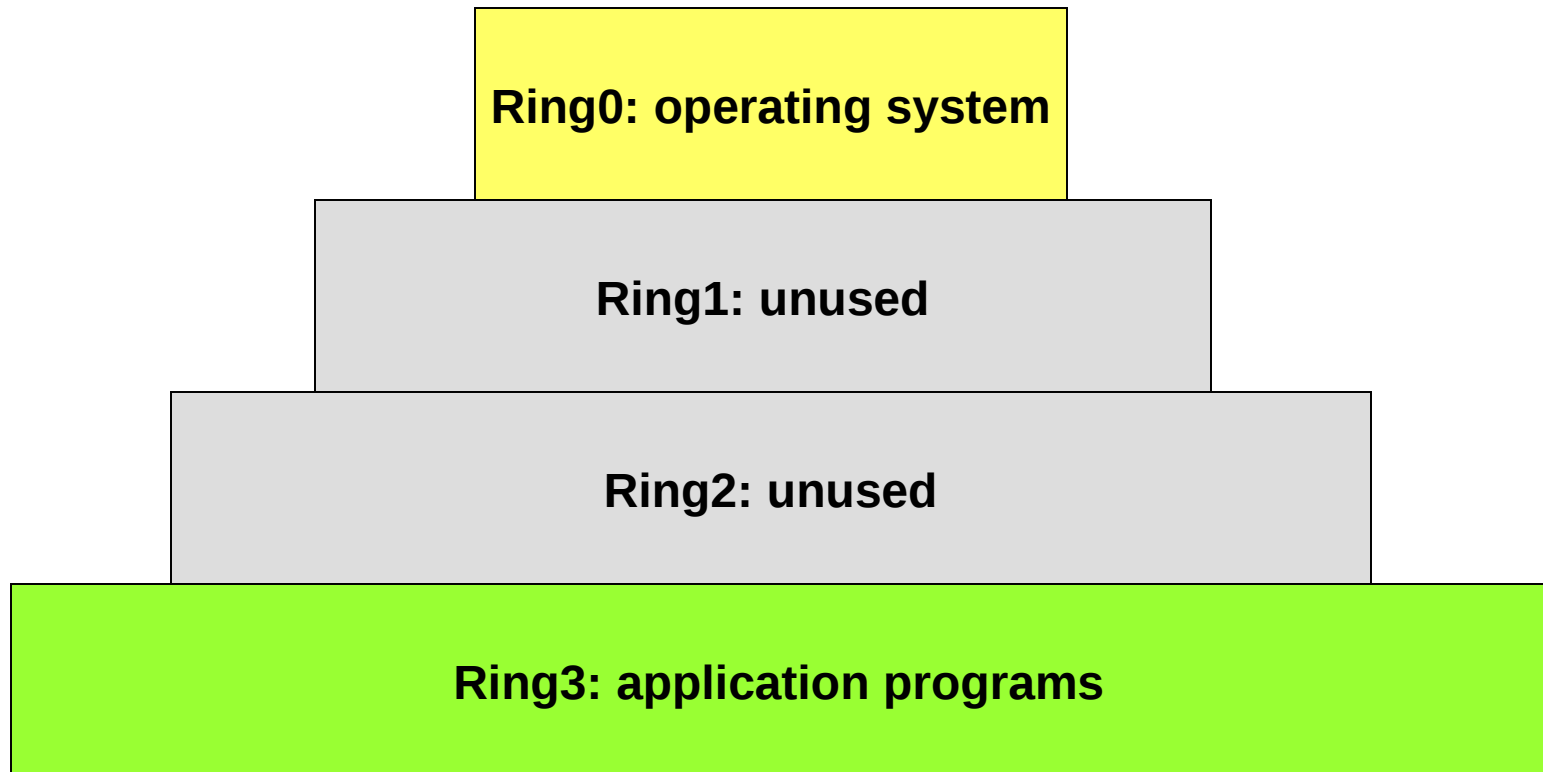 Ring0: operating system
Ring1: unused
Ring2: unused
Ring3: application programs